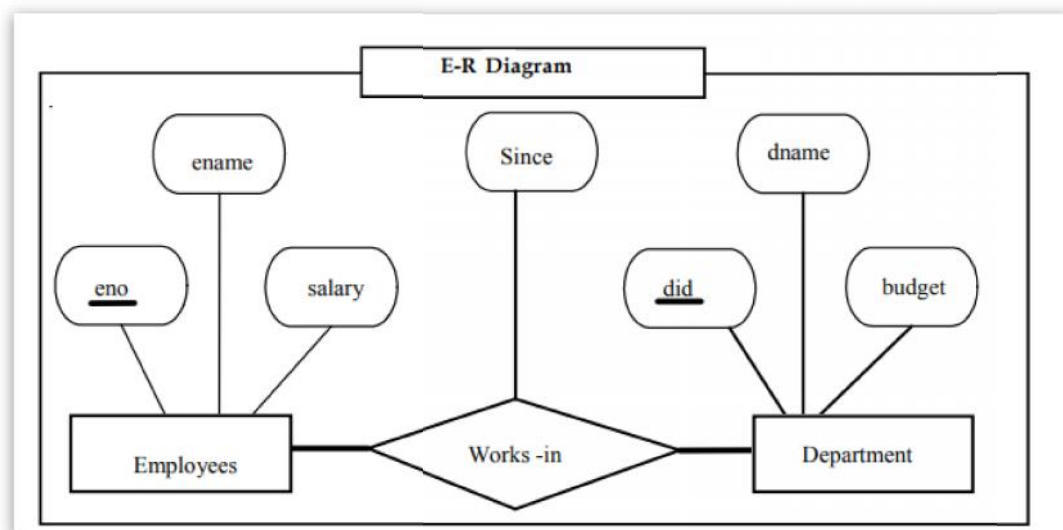 E-R Diagram
ename
Since
dname
eno
salary
did
budget
Employees
Works -in
Department